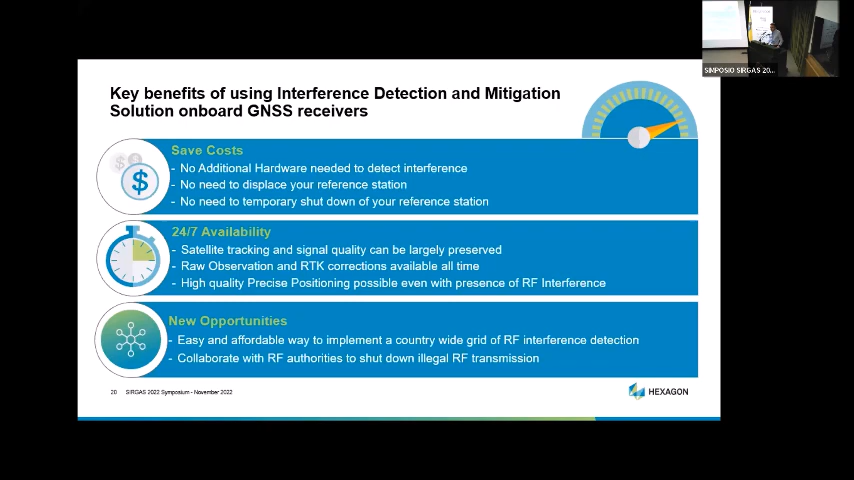 SIMPOSIO SIRGAS 20...
Key benefits of using Interference Detection and Mitigation
Solution onboard GNSS receivers
Save Costs
- No Additional Hardware needed to detect interference
- No need to displace your reference station
- No need to temporary shut down of your reference station
24/7 Availability
- Satellite tracking and signal quality can be largely preserved
- Raw Observation and RTK corrections available all time
- High quality Precise Positioning possible even with presence of RF Interference
New Opportunities
- Easy and affordable way to implement a country wide grid of RF interference detection
- Collaborate with RF authorities to shut down illegal RF transmission
20 SIRGAS 2022 Symposium - November 2022
HEXAGON